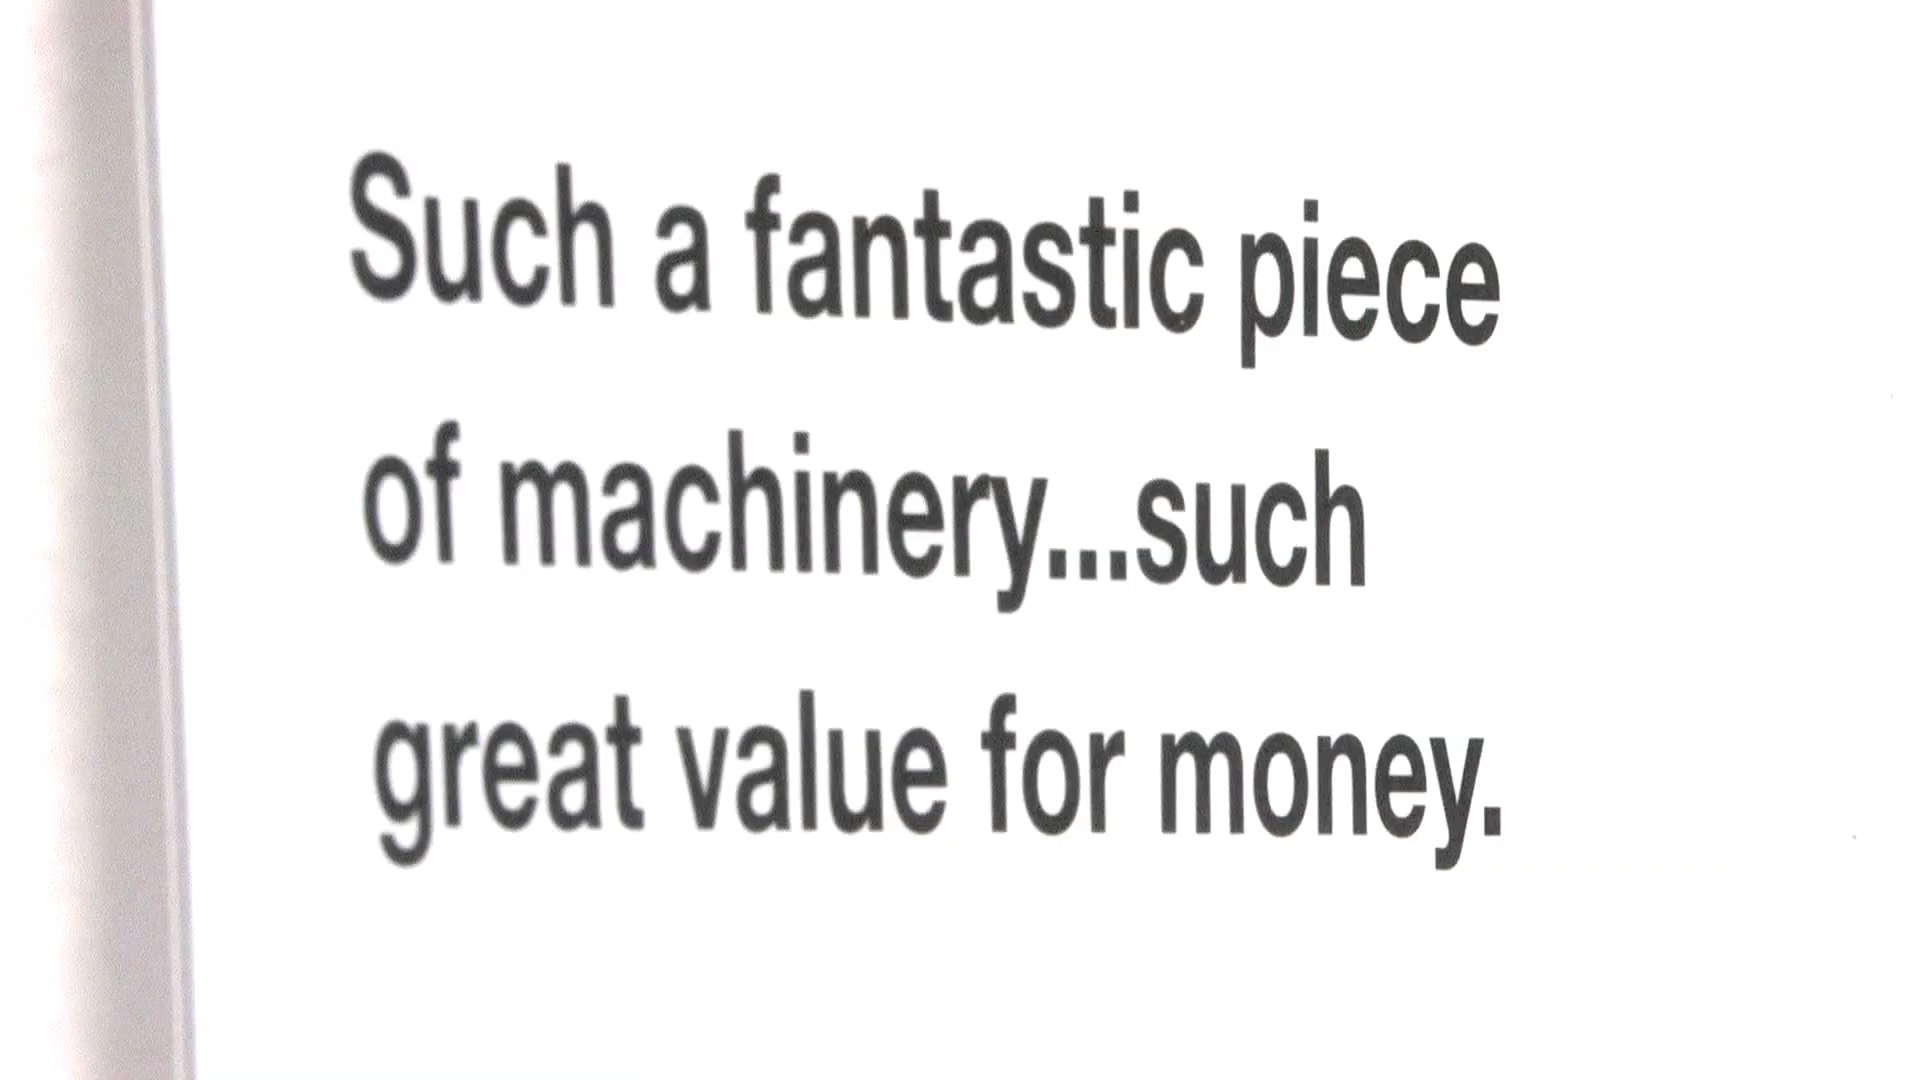 Such a fantastic piece
of machinery...such
great value for money.